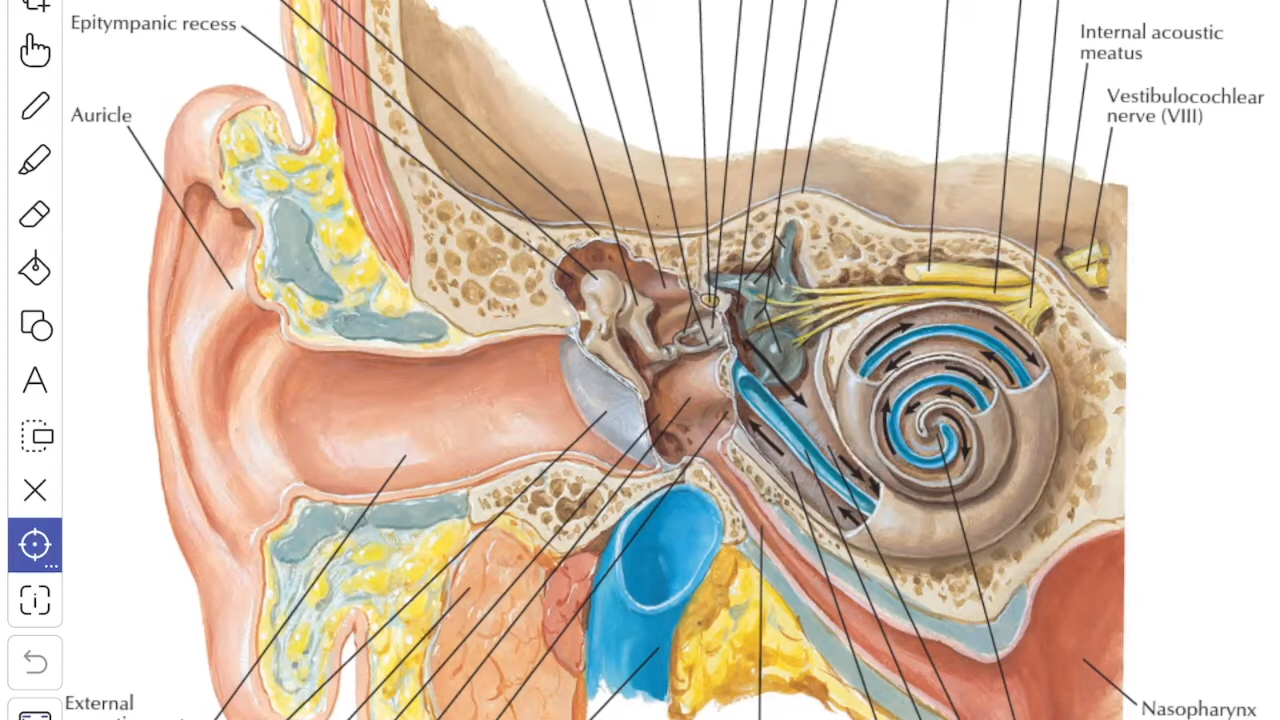 Epitympanic recess
Auricle
Internal acoustic
meatus
Vestibulocochlear
nerve (VIII)
A
External
Nasopharynx